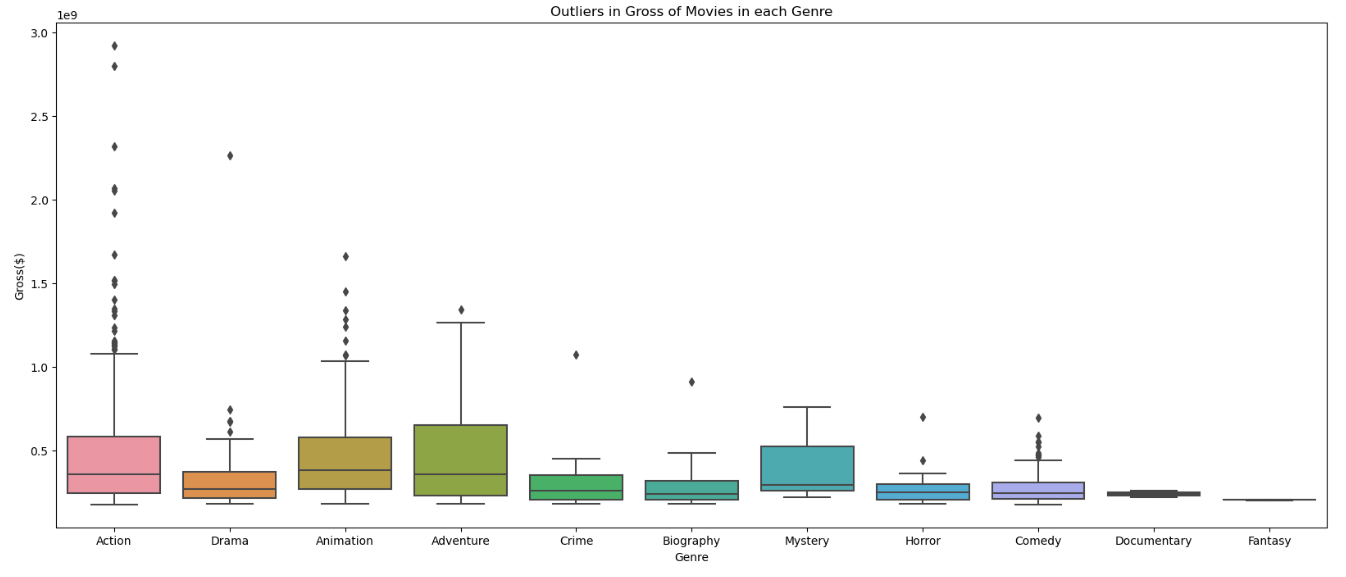 Outliers in Gross of Movies in each Genre
1e9
3.0
2.5
2.0
1.5
1.0
0.5
Gross($)
Action Drama Animation Adventure Crime Biography Mystery Horror Comedy Documentary Fantasy
Genre